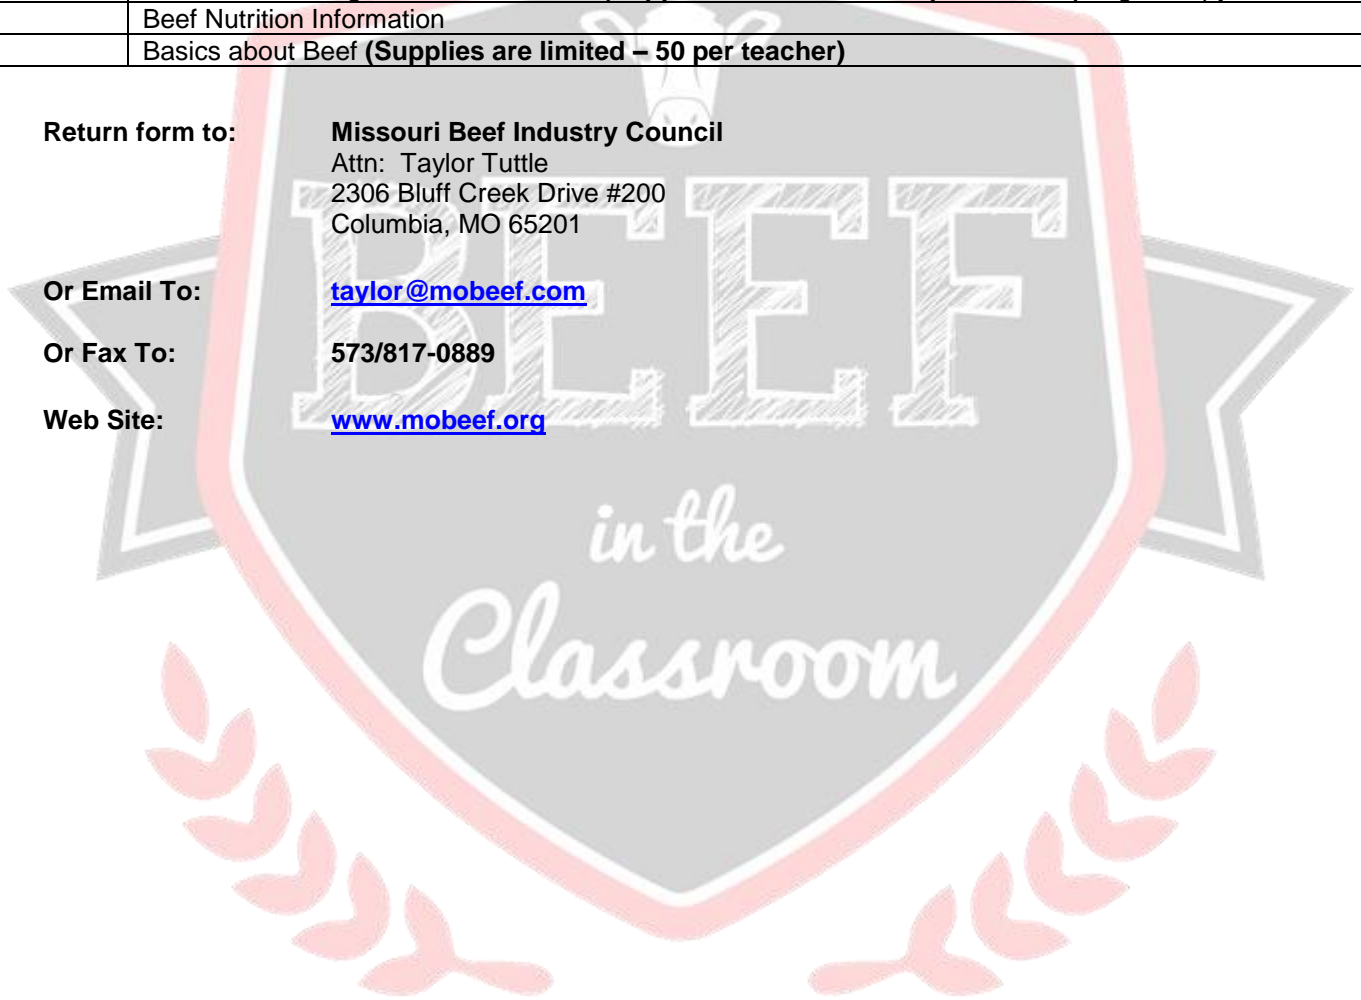 Beef Nutrition Information
Basics about Beef (Supplies are limited – 50 per teacher)
Return form to: Missouri Beef Industry Council
Attn: Taylor Tuttle
2306 Bluff Creek Drive #200
Columbia, MO 65201
Or Email To: taylor@mobeef.com
Or Fax To: 573/817-0889
Web Site: www.mobeef.org
BEEF
in the
Classroom